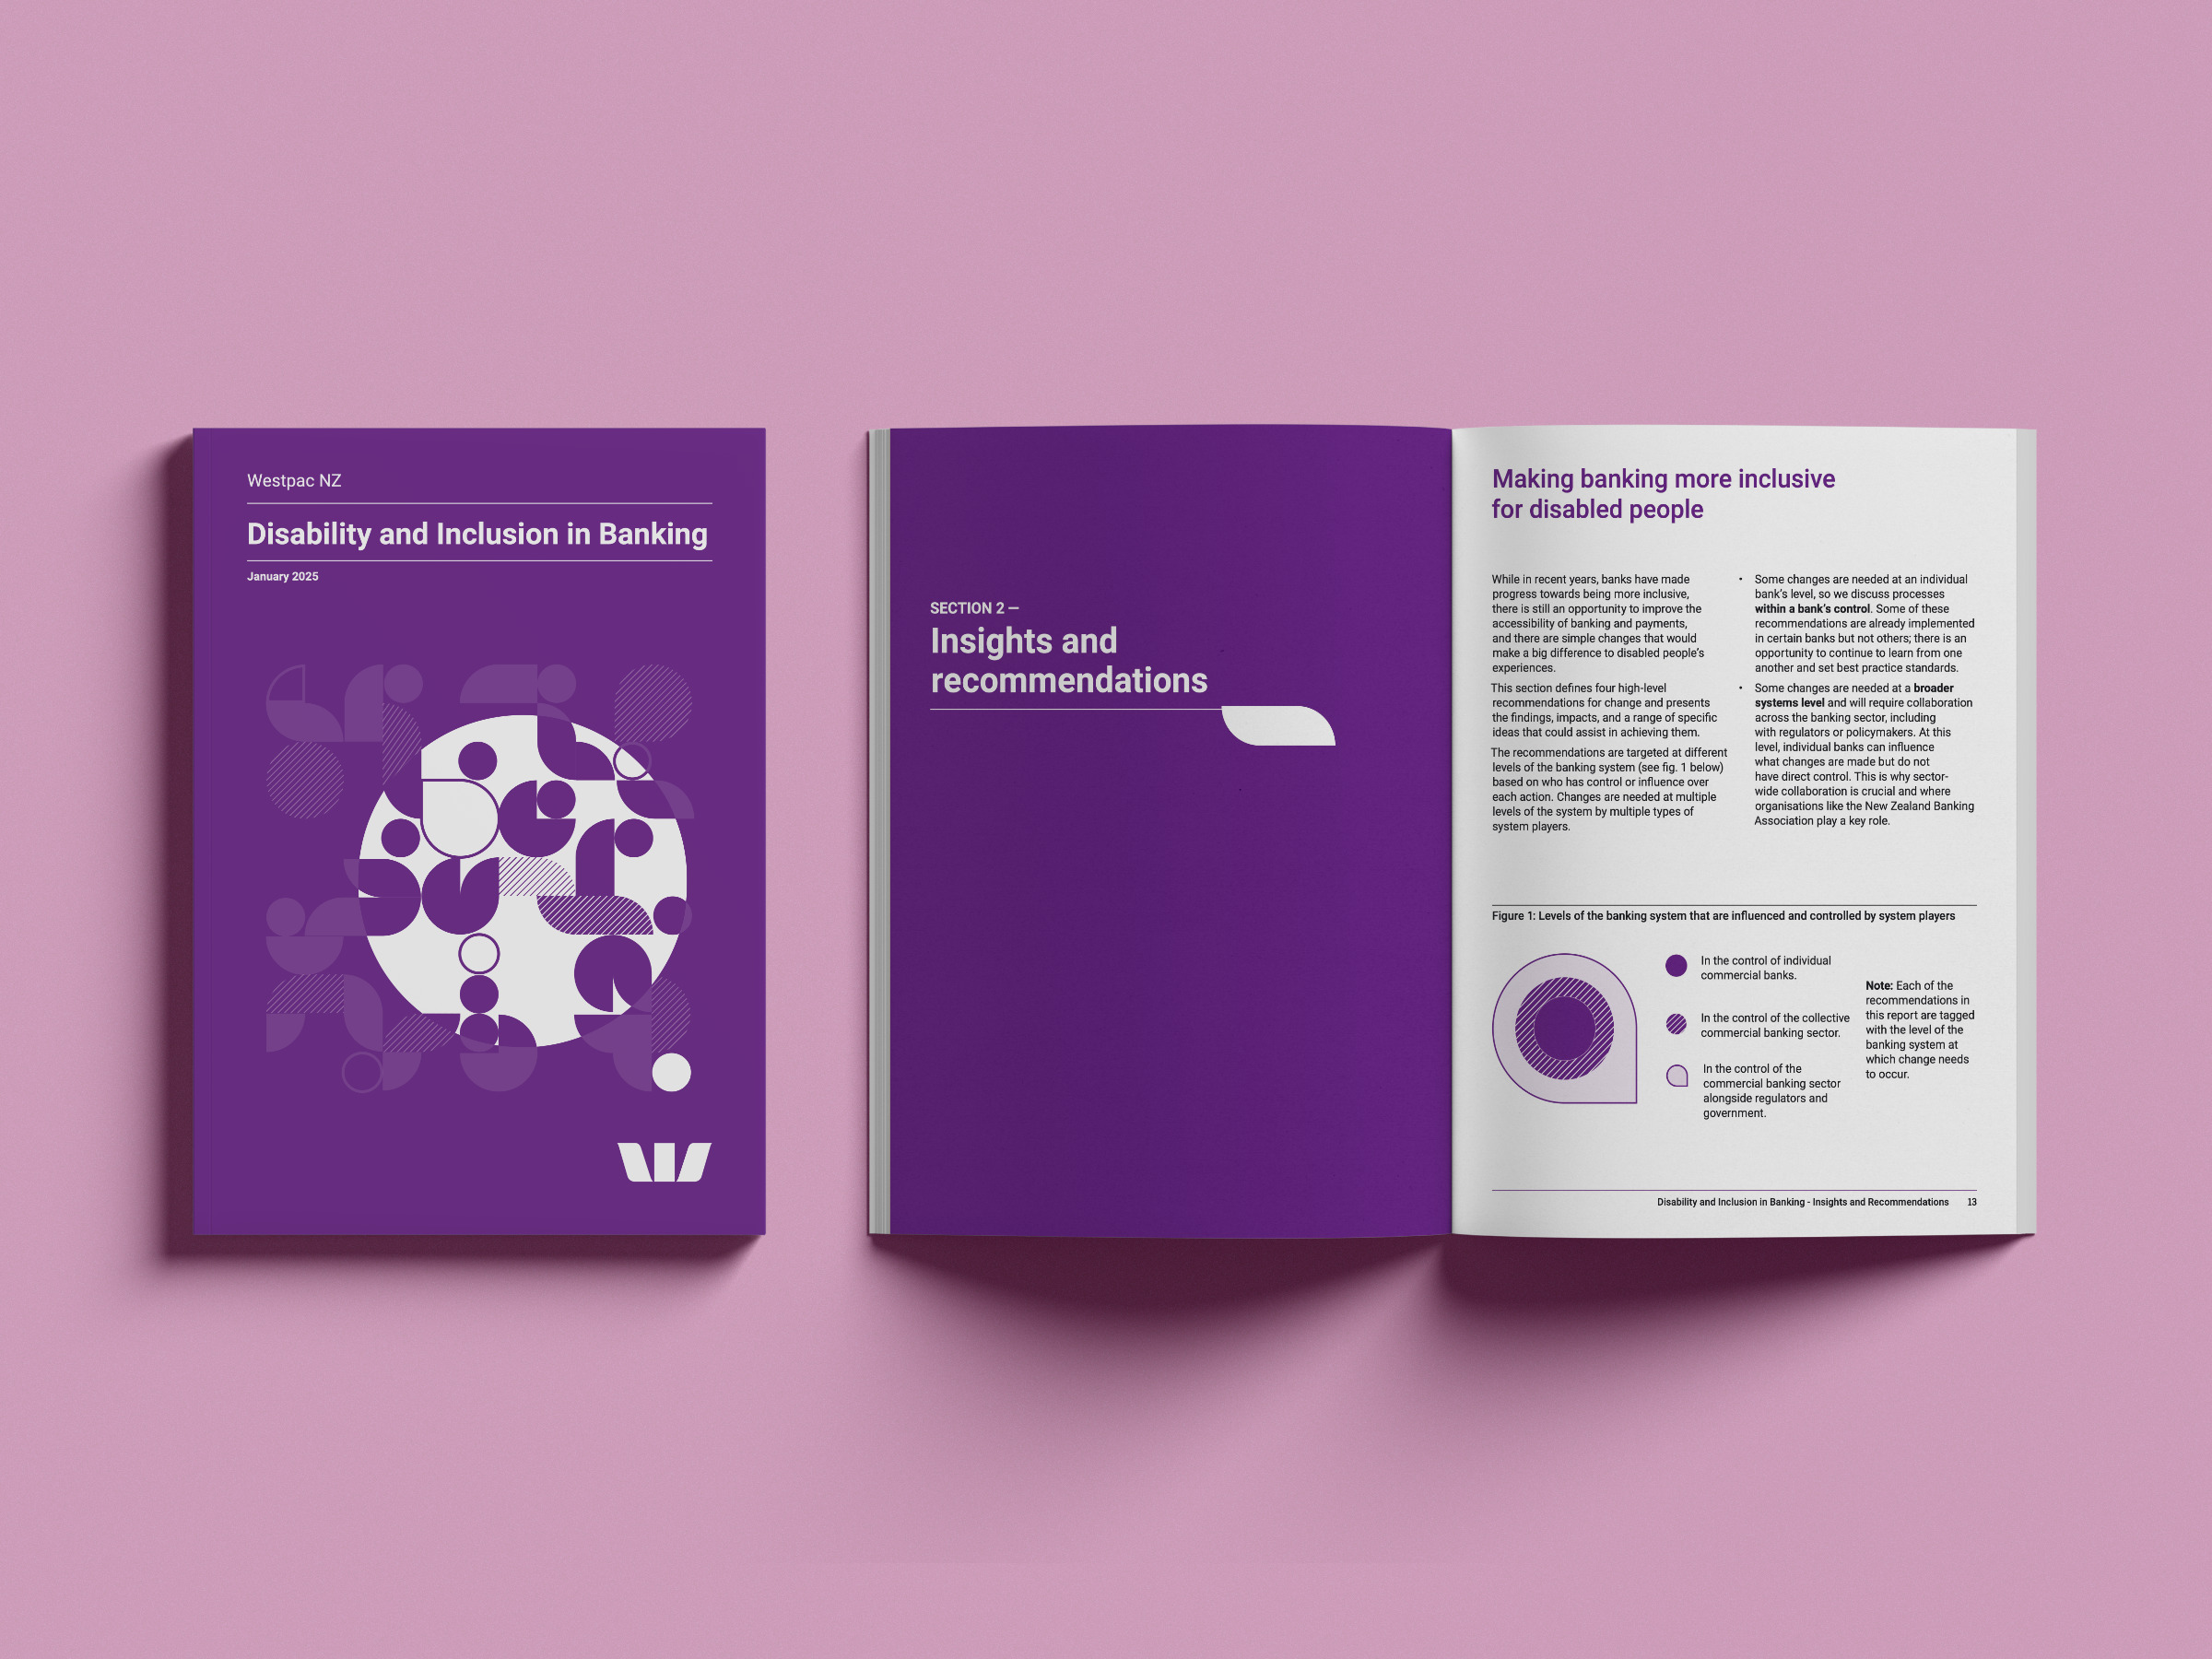 Westpac NZ
Disability and Inclusion in Banking
January 2025
SECTION 2 —
Insights and
recommendations
Making banking more inclusive
for disabled people
While in recent years, banks have made
progress towards being more inclusive,
there is still an opportunity to improve the
accessibility of banking and payments,
and there are simple changes that would
make a big difference to disabled people's
experiences.
This section defines four high-level
recommendations for change and presents
the findings, impacts, and a range of specific
ideas that could assist in achieving them.
The recommendations are targeted at different
levels of the banking system (see fig. 1 below)
based on who has control or influence over
each action. Changes are needed at multiple
levels of the system by multiple types of
system players.
• Some changes are needed at an individual
bank's level, so we discuss processes
within a bank's control. Some of these
recommendations are already implemented
in certain banks but not others; there is an
opportunity to continue to learn from one
another and set best practice standards.
• Some changes are needed at a broader
systems level and will require collaboration
across the banking sector, including
with regulators or policymakers. At this
level, individual banks can influence
what changes are made but do not
have direct control. This is why sector-
wide collaboration is crucial and where
organisations like the New Zealand Banking
Association play a key role.
Figure 1: Levels of the banking system that are influenced and controlled by system players
In the control of individual
commercial banks.
In the control of the collective
commercial banking sector.
In the control of the
commercial banking sector
alongside regulators and
government.
Note: Each of the
recommendations in
this report are tagged
with the level of the
banking system at
which change needs
to occur.
Disability and Inclusion in Banking - Insights and Recommendations 13